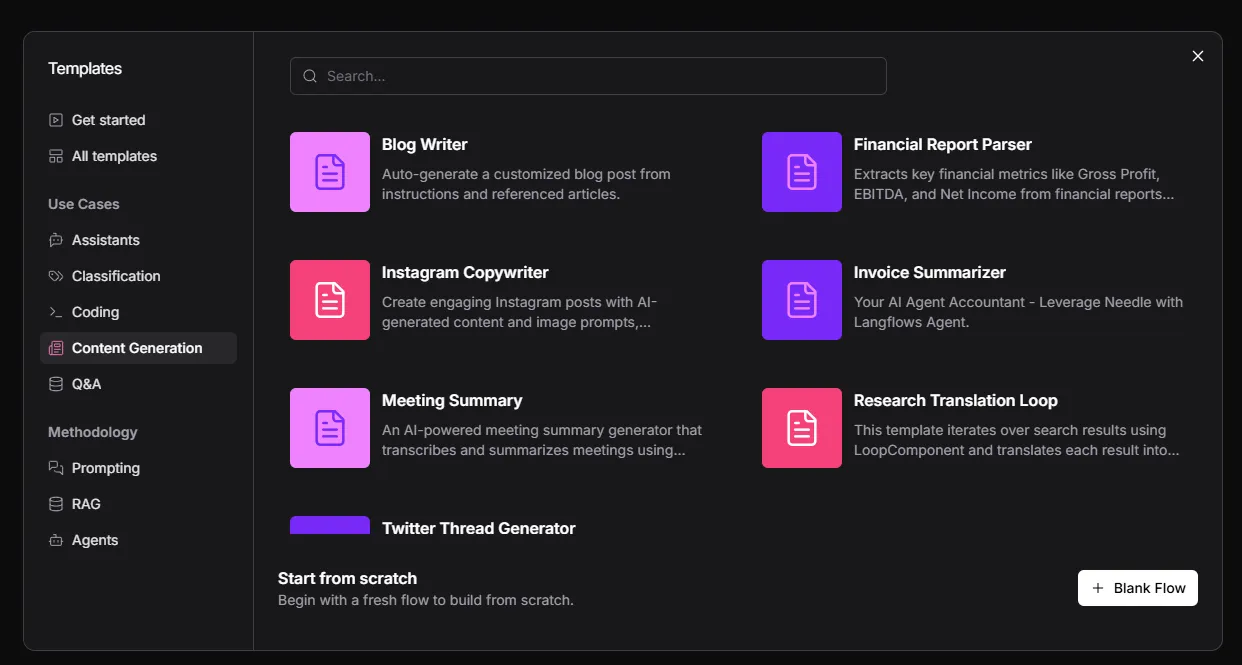 Templates
Get started
All templates
Use Cases
Assistants
Classification
Coding
Content Generation
Q&A
Methodology
Prompting
RAG
Agents
Search...
Blog Writer
Auto-generate a customized blog post from
instructions and referenced articles.
Financial Report Parser
Extracts key financial metrics like Gross Profit,
EBITDA, and Net Income from financial reports...
Instagram Copywriter
Create engaging Instagram posts with AI-
generated content and image prompts,...
Invoice Summarizer
Your AI Agent Accountant - Leverage Needle with
Langflows Agent.
Meeting Summary
An AI-powered meeting summary generator that
transcribes and summarizes meetings using...
Research Translation Loop
This template iterates over search results using
LoopComponent and translates each result into...
Twitter Thread Generator
Start from scratch
Begin with a fresh flow to build from scratch.
+ Blank Flow